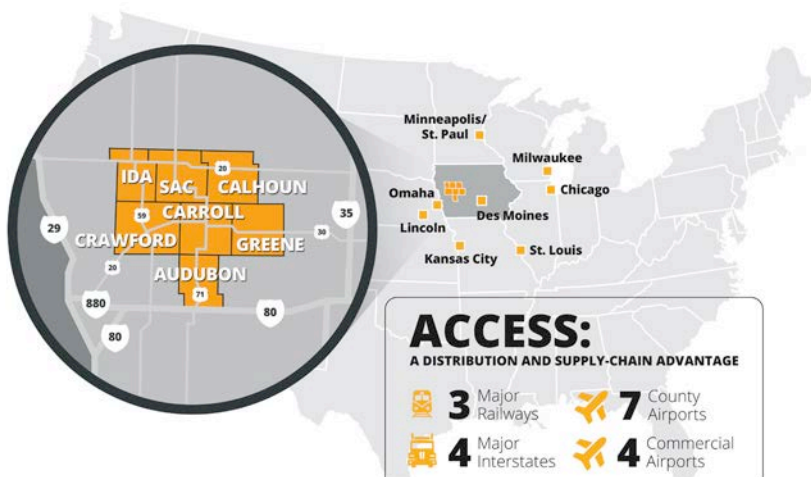 Minneapolis/
St. Paul
Milwaukee
Chicago
Omaha
Des Moines
Lincoln
Kansas City
St. Louis
IDA
SAC
CALHOUN
CARROLL
CRAWFORD
GREENE
AUDUBON
20
59
35
29
30
20
71
880
80
80
ACCESS:
A DISTRIBUTION AND SUPPLY-CHAIN ADVANTAGE
3 Major Railways
7 County Airports
4 Major Interstates
4 Commercial Airports